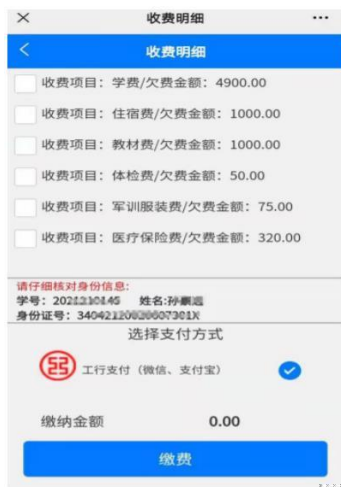 收费明细
收费明细
收费项目：学费/欠费金额：4900.00
收费项目：住宿费/欠费金额：1000.00
收费项目：教材费/欠费金额：1000.00
收费项目：体检费/欠费金额：50.00
收费项目：军训服装费/欠费金额：75.00
收费项目：医疗保险费/欠费金额：320.00
请仔细核对身份信息:
学号： 姓名:
身份证号：
选择支付方式
工行支付（微信、支付宝）
缴纳金额 0.00
缴费